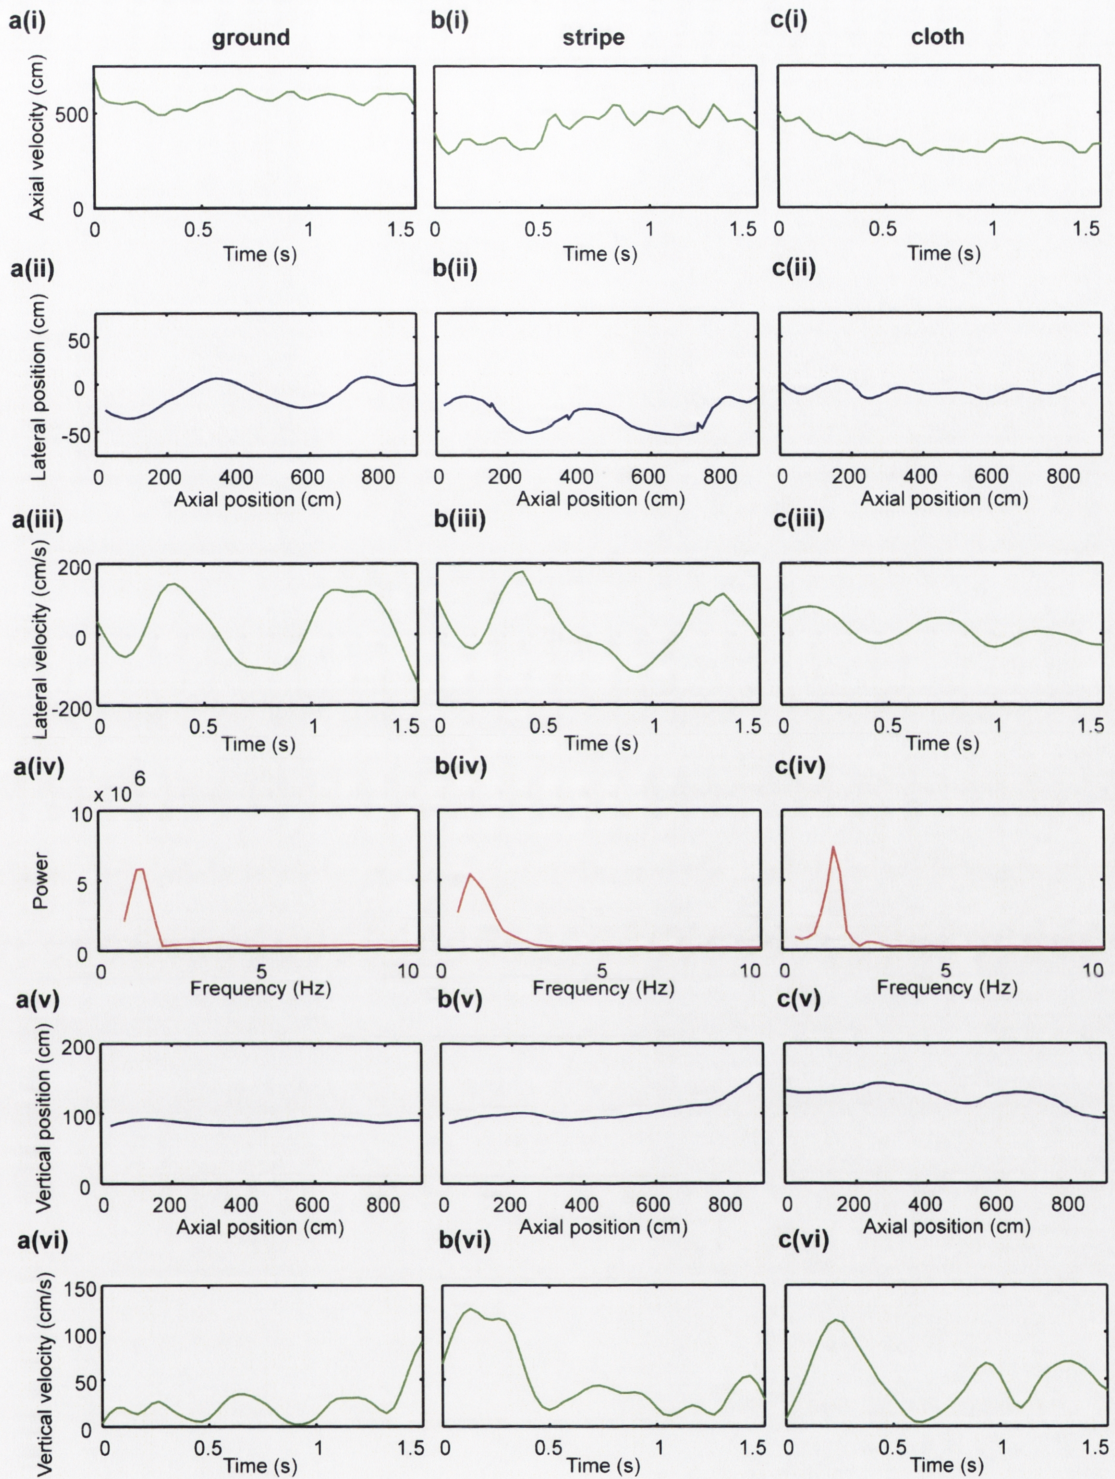 a(i) b(i) c(i)
ground stripe cloth
Axial velocity (cm)
500
0
0 0.5 1 1.5 0 0.5 1 1.5 0 0.5 1 1.5
Time (s) Time (s) Time (s)
a(ii) b(ii) c(ii)
Lateral position (cm)
50
0
-50
0 200 400 600 800 0 200 400 600 800 0 200 400 600 800
Axial position (cm) Axial position (cm) Axial position (cm)
a(iii) b(iii) c(iii)
Lateral velocity (cm/s)
200
0
-200
0 0.5 1 1.5 0 0.5 1 1.5 0 0.5 1 1.5
Time (s) Time (s) Time (s)
a(iv) b(iv) c(iv)
x 10 6
Power
10
5
0
0 5 10 0 5 10 0 5 10
Frequency (Hz) Frequency (Hz) Frequency (Hz)
a(v) b(v) c(v)
Vertical position (cm)
200
100
0
0 200 400 600 800 0 200 400 600 800 0 200 400 600 800
Axial position (cm) Axial position (cm) Axial position (cm)
a(vi) b(vi) c(vi)
Vertical velocity (cm/s)
150
100
50
0
0 0.5 1 1.5 0 0.5 1 1.5 0 0.5 1 1.5
Time (s) Time (s) Time (s)